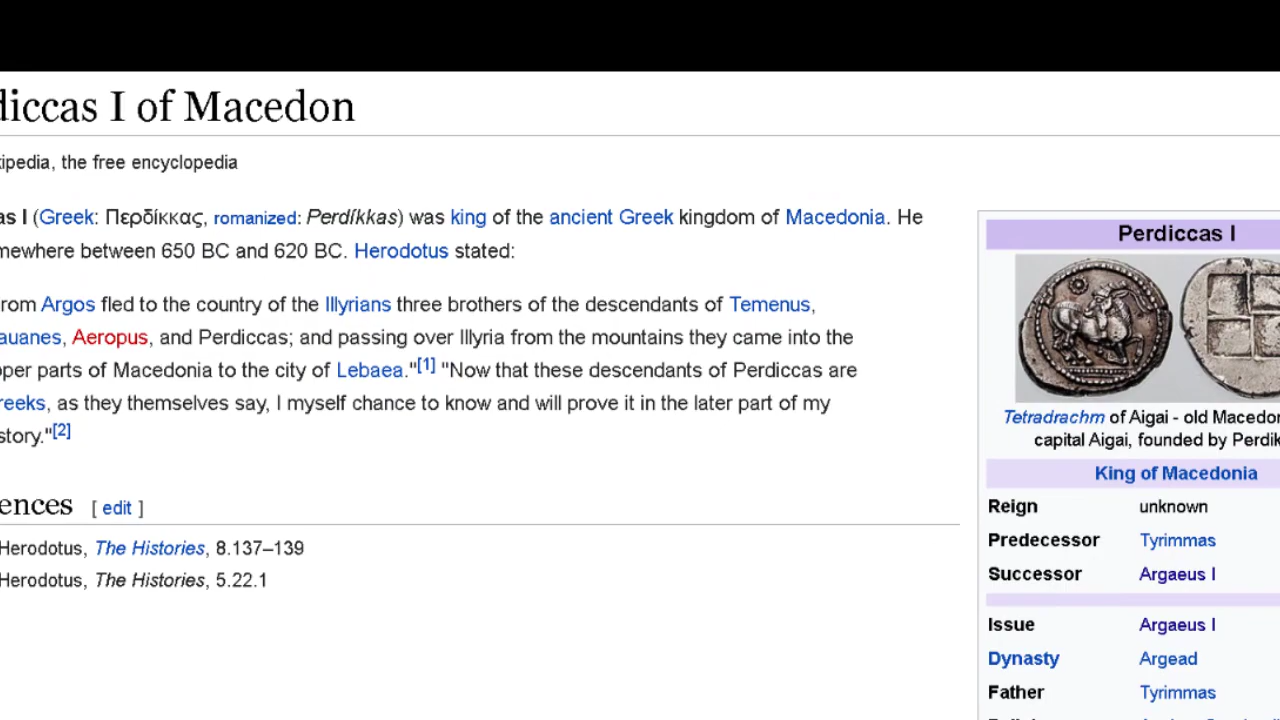 diccas I of Macedon
ipedia, the free encyclopedia
as I (Greek: Περδίκκας, romanized: Perdíkkas) was king of the ancient Greek kingdom of Macedonia. He
mewhere between 650 BC and 620 BC. Herodotus stated:
rom Argos fled to the country of the Illyrians three brothers of the descendants of Temenus,
auanes, Aeropus, and Perdiccas; and passing over Illyria from the mountains they came into the
per parts of Macedonia to the city of Lebaea."[1] "Now that these descendants of Perdiccas are
reeks, as they themselves say, I myself chance to know and will prove it in the later part of my
story."[2]
ences [ edit ]
Herodotus, The Histories, 8.137–139
Herodotus, The Histories, 5.22.1
Perdiccas I
Tetradrachm of Aigai - old Macedon
capital Aigai, founded by Perdik
King of Macedonia
Reign unknown
Predecessor Tyrimmas
Successor Argaeus I
Issue Argaeus I
Dynasty Argead
Father Tyrimmas